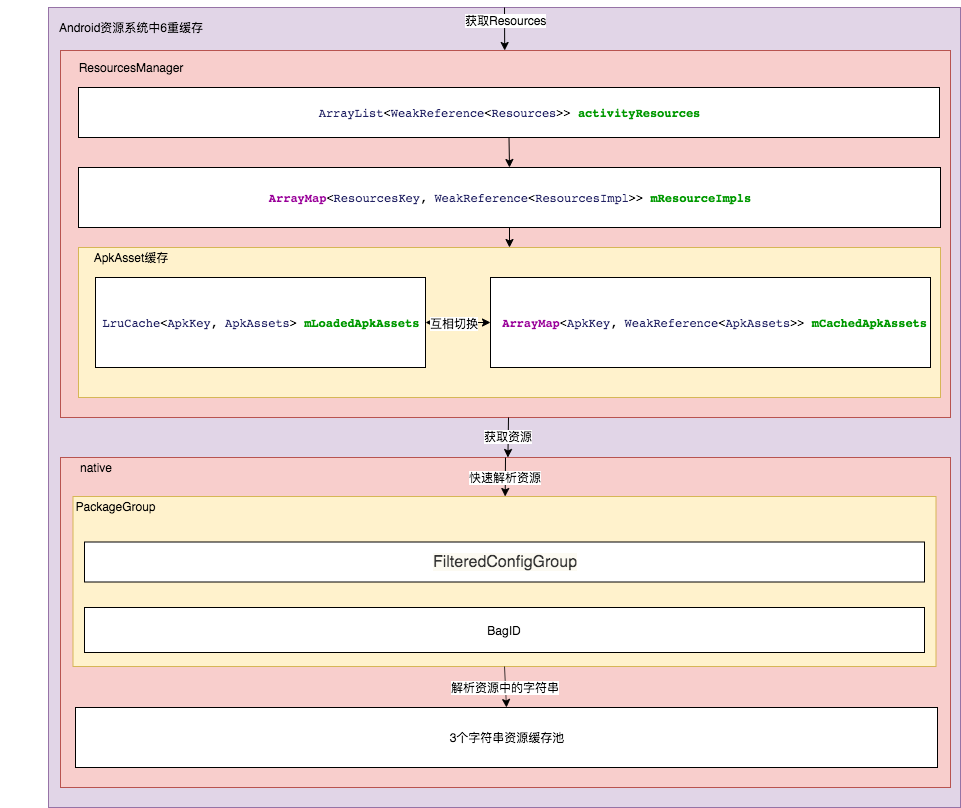 获取Resources
Android资源系统中6重缓存
ResourcesManager
ArrayList<WeakReference<Resources>> activityResources
ArrayMap<ResourcesKey, WeakReference<ResourcesImpl>> mResourceImpls
ApkAsset缓存
LruCache<ApkKey, ApkAssets> mLoadedApkAssets
互相切换
ArrayMap<ApkKey, WeakReference<ApkAssets>> mCachedApkAssets
获取资源
native
快速解析资源
PackageGroup
FilteredConfigGroup
BagID
解析资源中的字符串
3个字符串资源缓存池